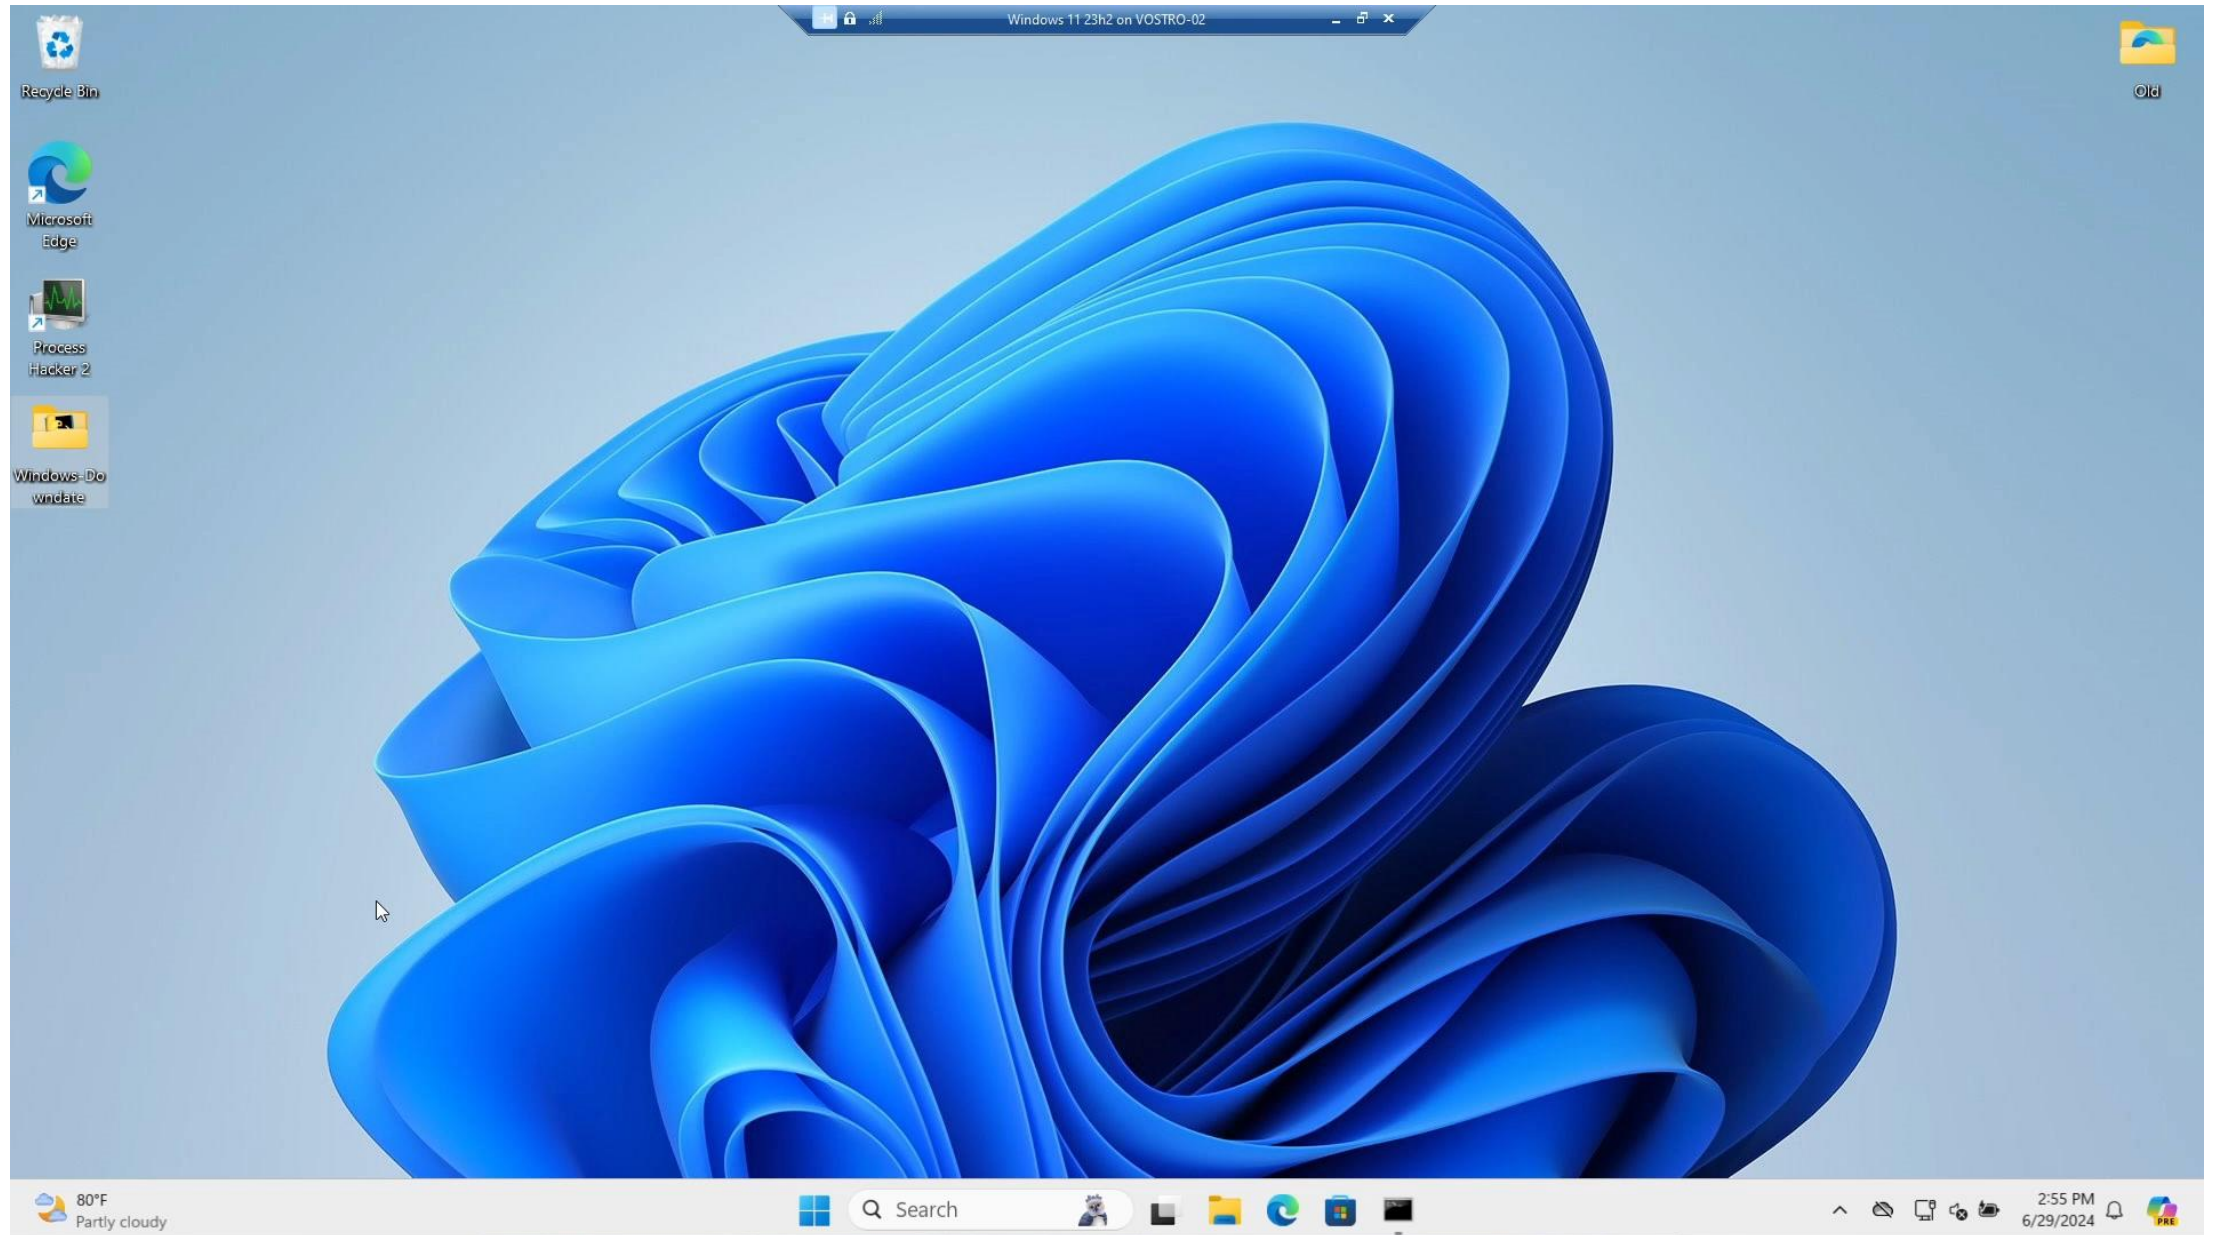 Windows 11 23h2 on VOSTRO-02
Recycle Bin
Old
Microsoft
Edge
Process
Hacker 2
Windows-Do
wndate
80°F
Partly cloudy
Search
2:55 PM
6/29/2024
PRE